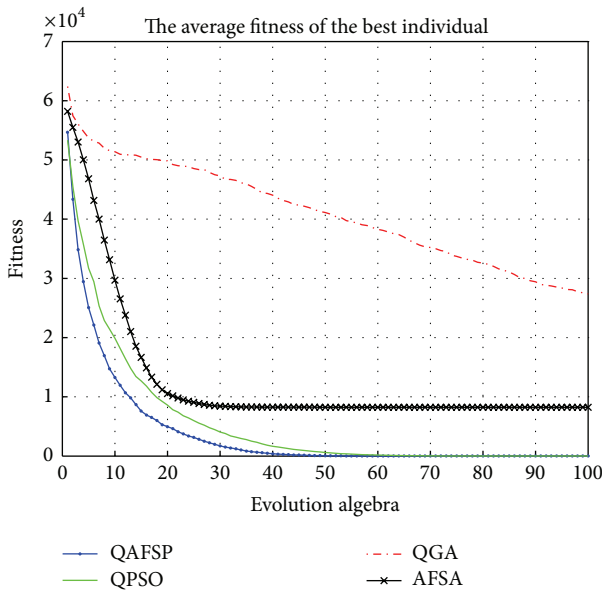 The average fitness of the best individual
×10⁴
7
6
5
4
3
2
1
0
Fitness
0 10 20 30 40 50 60 70 80 90 100
Evolution algebra
QAFSP QGA
QPSO AFSA